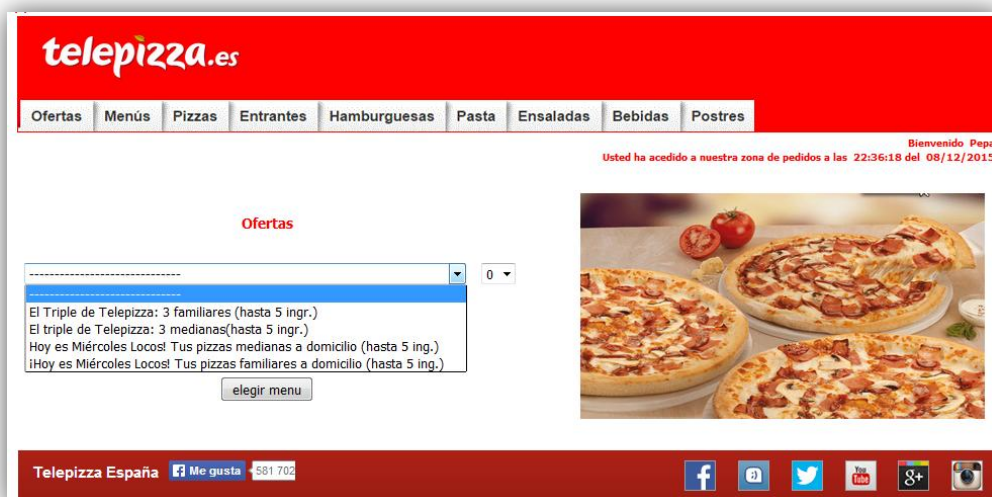 telepizza.es
Ofertas Menús Pizzas Entrantes Hamburguesas Pasta Ensaladas Bebidas Postres
Bienvenido Pepa
Usted ha acedido a nuestra zona de pedidos a las 22:36:18 del 08/12/2015
Ofertas
------------------------------ 0
------------------------------
El Triple de Telepizza: 3 familiares (hasta 5 ingr.)
El triple de Telepizza: 3 medianas(hasta 5 ingr.)
Hoy es Miércoles Locos! Tus pizzas medianas a domicilio (hasta 5 ing.)
¡Hoy es Miércoles Locos! Tus pizzas familiares a domicilio (hasta 5 ing.)
elegir menu
Telepizza España f Me gusta 581 702 f You Tube g+